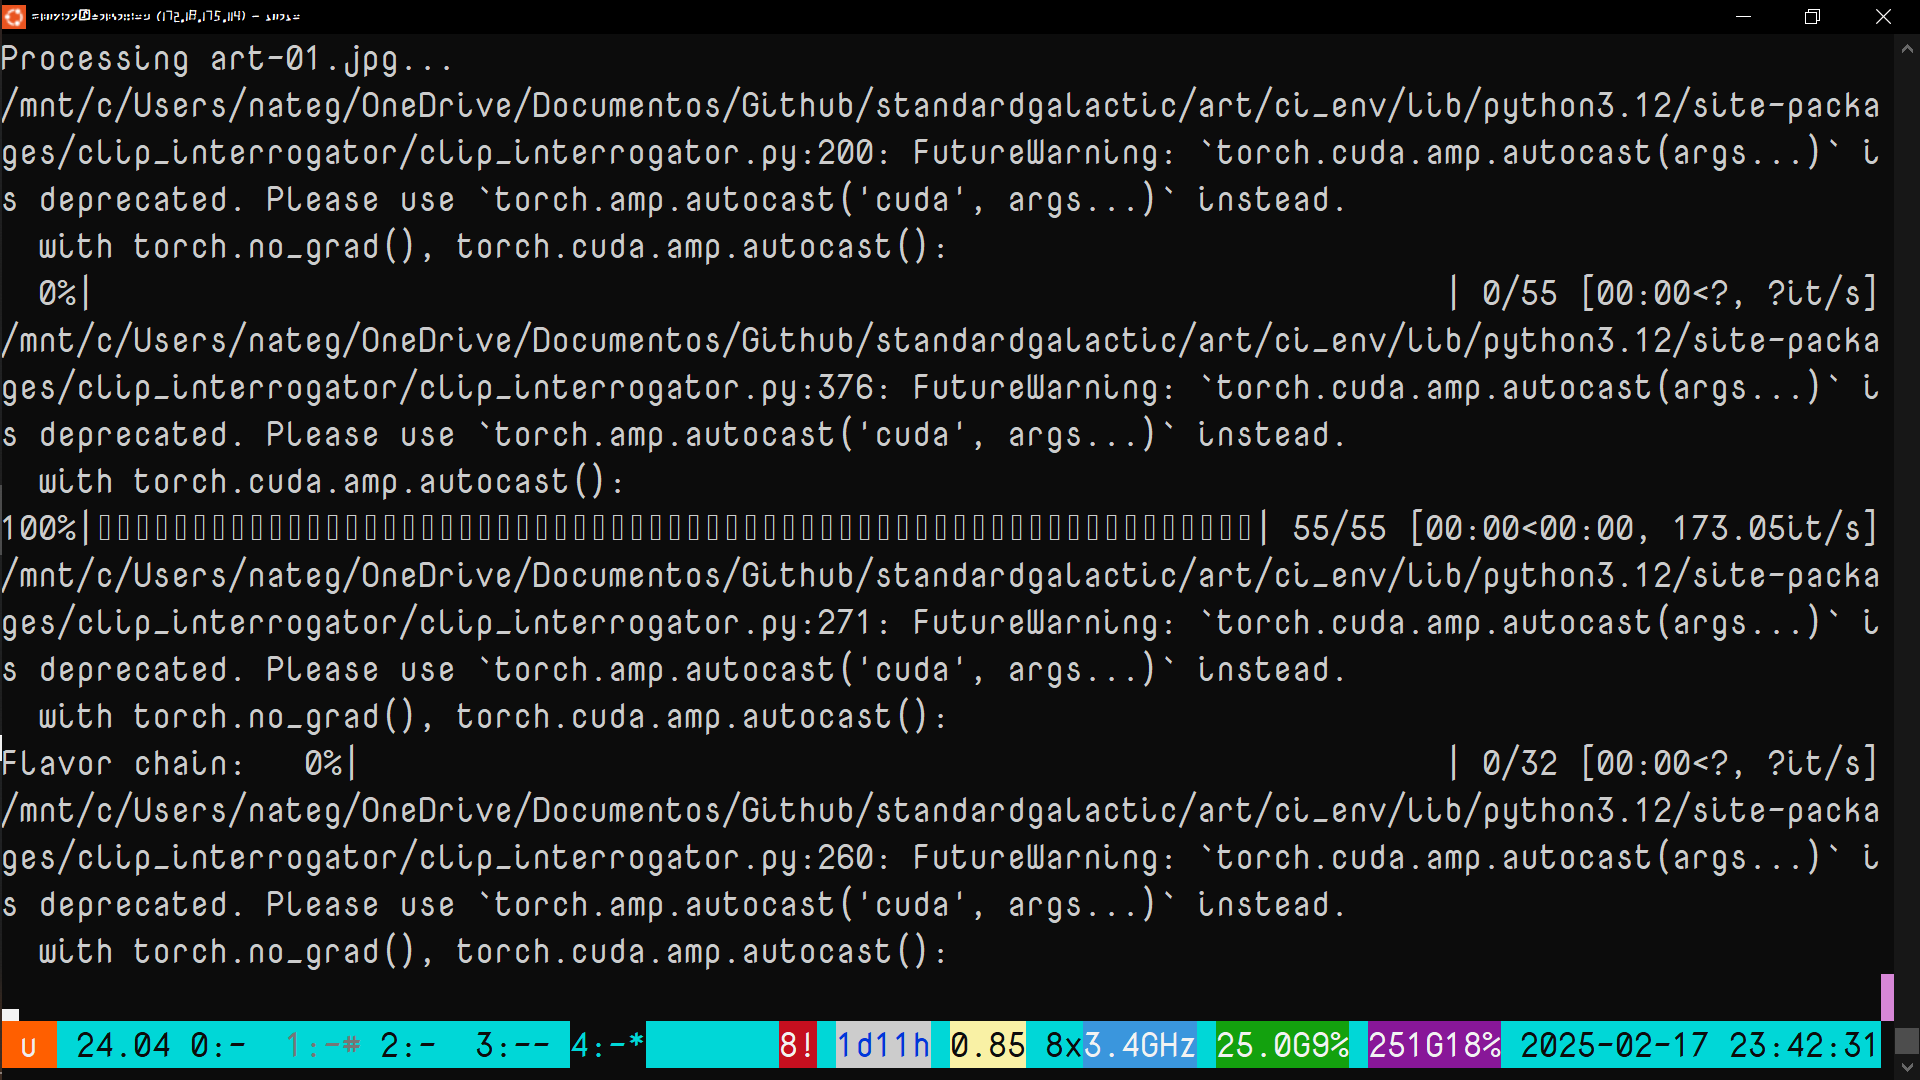 (172.18.175.114) -
Processing art-01.jpg...
/mnt/c/Users/nateg/OneDrive/Documentos/Github/standardgalactic/art/ci_env/lib/python3.12/site-packa
ges/clip_interrogator/clip_interrogator.py:200: FutureWarning: `torch.cuda.amp.autocast(args...)` i
s deprecated. Please use `torch.amp.autocast('cuda', args...)` instead.
  with torch.no_grad(), torch.cuda.amp.autocast():
  0%| | 0/55 [00:00<?, ?it/s]
/mnt/c/Users/nateg/OneDrive/Documentos/Github/standardgalactic/art/ci_env/lib/python3.12/site-packa
ges/clip_interrogator/clip_interrogator.py:376: FutureWarning: `torch.cuda.amp.autocast(args...)` i
s deprecated. Please use `torch.amp.autocast('cuda', args...)` instead.
  with torch.cuda.amp.autocast():
100%| | 55/55 [00:00<00:00, 173.05it/s]
/mnt/c/Users/nateg/OneDrive/Documentos/Github/standardgalactic/art/ci_env/lib/python3.12/site-packa
ges/clip_interrogator/clip_interrogator.py:271: FutureWarning: `torch.cuda.amp.autocast(args...)` i
s deprecated. Please use `torch.amp.autocast('cuda', args...)` instead.
  with torch.no_grad(), torch.cuda.amp.autocast():
Flavor chain:   0%| | 0/32 [00:00<?, ?it/s]
/mnt/c/Users/nateg/OneDrive/Documentos/Github/standardgalactic/art/ci_env/lib/python3.12/site-packa
ges/clip_interrogator/clip_interrogator.py:260: FutureWarning: `torch.cuda.amp.autocast(args...)` i
s deprecated. Please use `torch.amp.autocast('cuda', args...)` instead.
  with torch.no_grad(), torch.cuda.amp.autocast():
u 24.04 0:- 1:-# 2:- 3:-- 4:-* 8! 1d11h 0.85 8x3.4GHz 25.0G9% 251G18% 2025-02-17 23:42:31